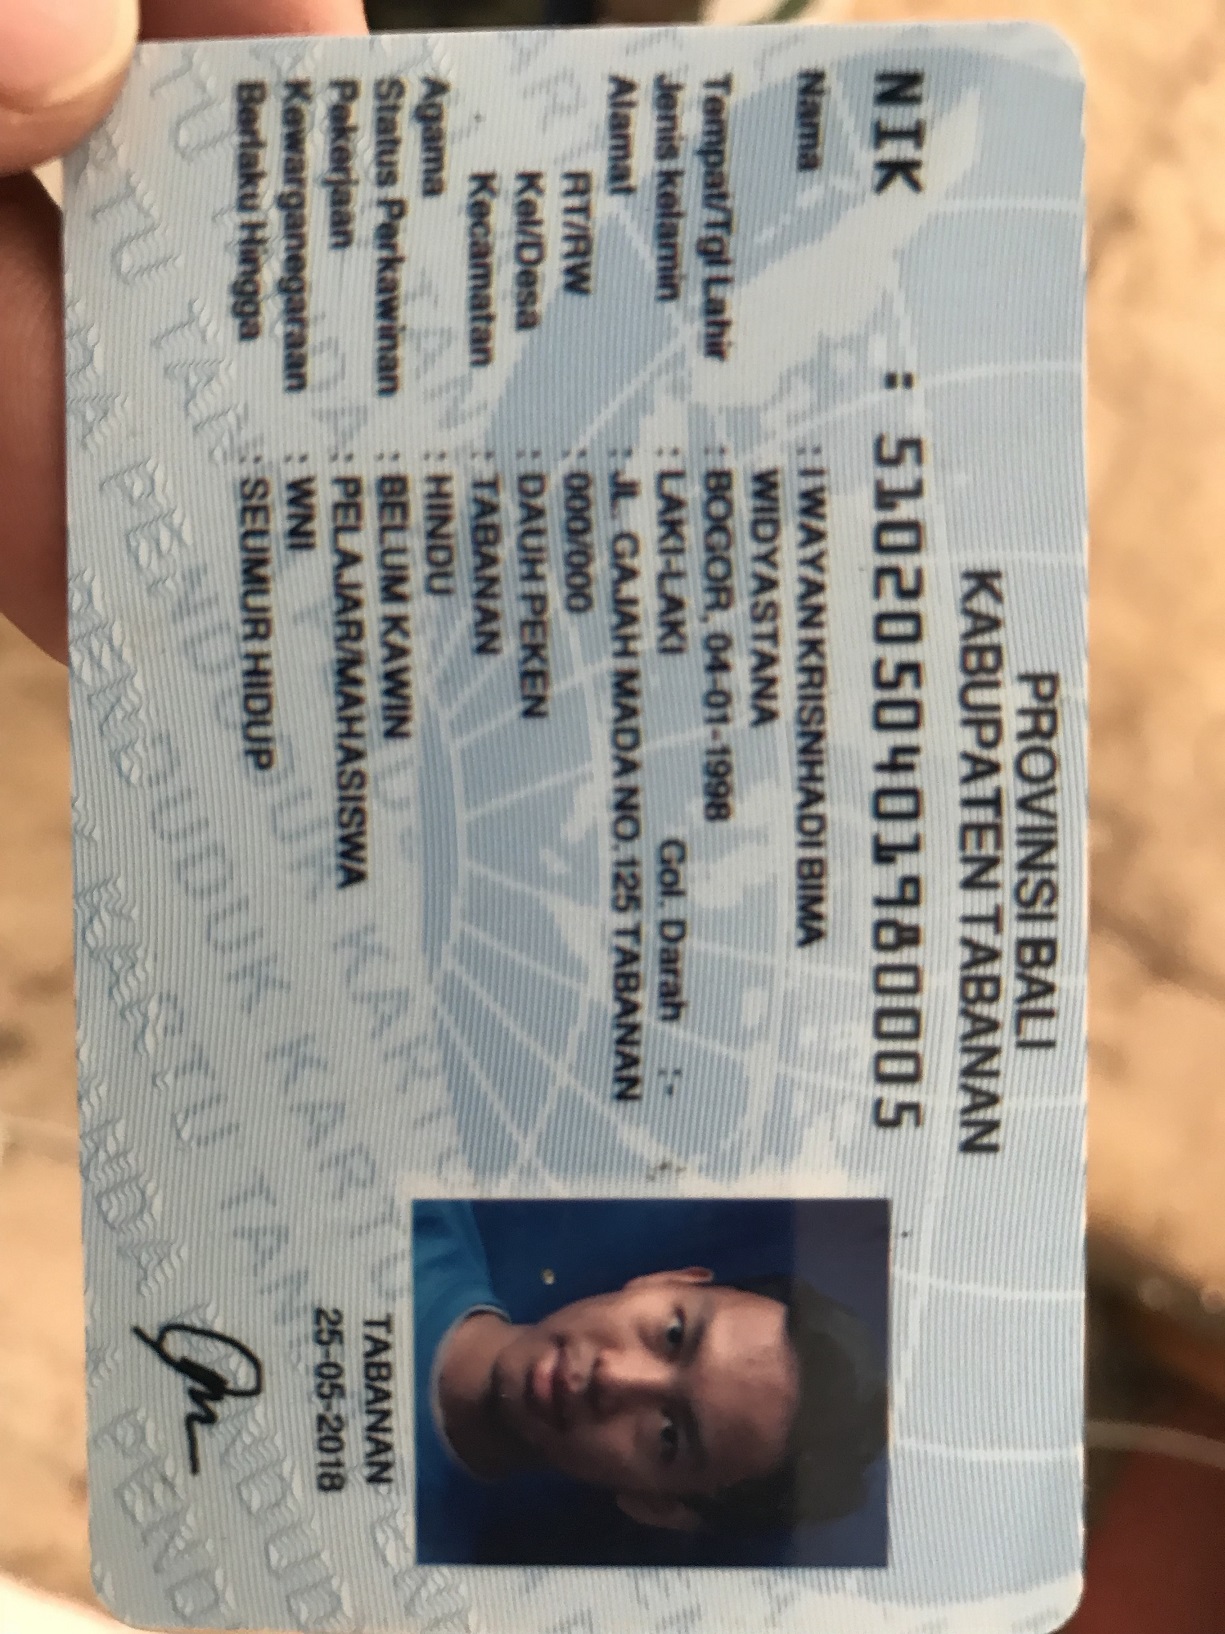 PROVINSI BALI
KABUPATEN TABANAN
NIK : 5102050401980005
Nama : I WAYAN KRISNHADI BIMA
WIDYASTANA
Tempat/Tgl Lahir : BOGOR, 04-01-1998
Jenis kelamin : LAKI-LAKI Gol. Darah :-
Alamat : JL. GAJAH MADA NO.125 TABANAN
RT/RW : 000/000
Kel/Desa : DAUH PEKEN
Kecamatan : TABANAN
Agama : HINDU
Status Perkawinan : BELUM KAWIN
Pekerjaan : PELAJAR/MAHASISWA
Kewarganegaraan : WNI
Berlaku Hingga : SEUMUR HIDUP
TABANAN
25-05-2018